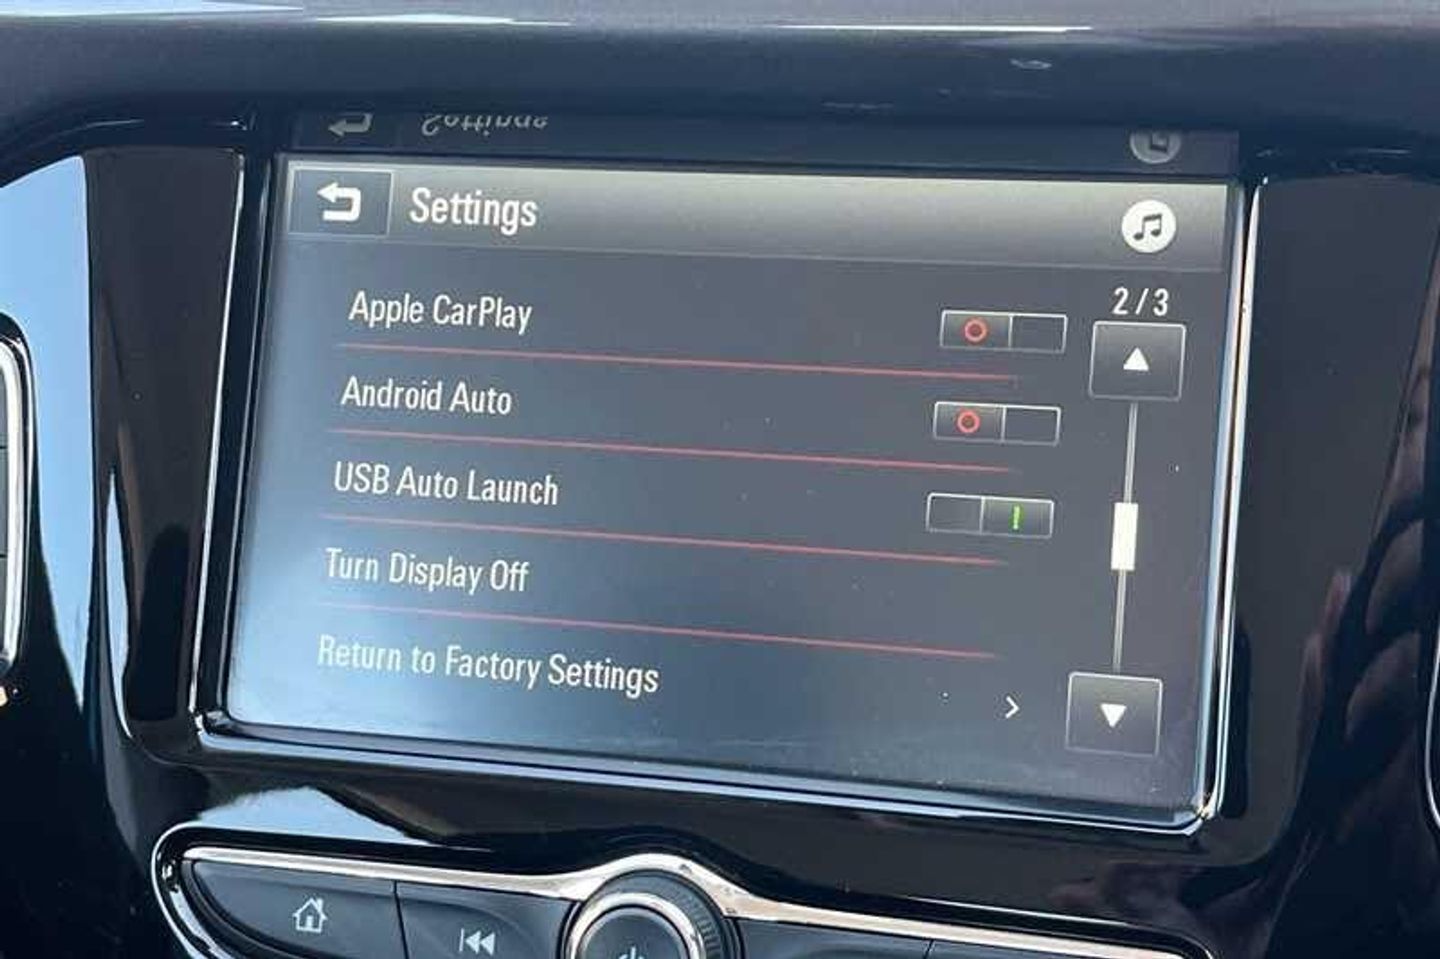 Settings
2/3
Apple CarPlay
Android Auto
USB Auto Launch
Turn Display Off
Return to Factory Settings